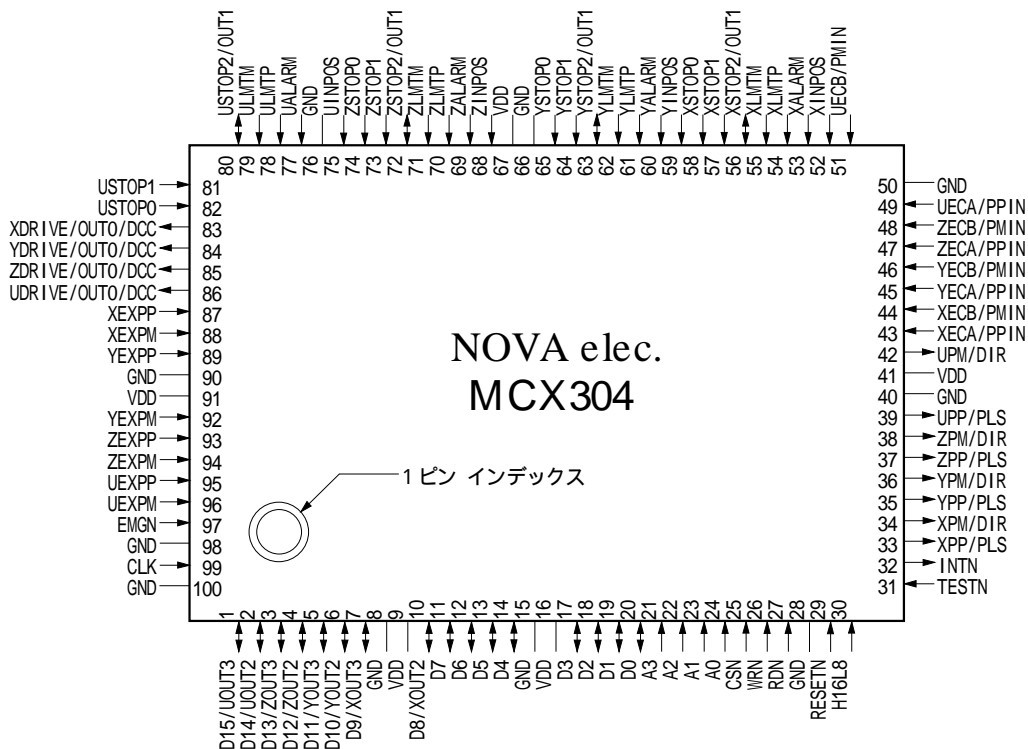 USTOP2/OUT1
ULMTM
ULMTP
UALARM
GND
UINPOS
ZSTOP0
ZSTOP1
ZSTOP2/OUT1
ZLMTM
ZLMTP
ZALARM
ZINPOS
VDD
GND
YSTOP0
YSTOP1
YSTOP2/OUT1
YLMTM
YLMTP
YALARM
YINPOS
XSTOP0
XSTOP1
XSTOP2/OUT1
XLMTM
XLMTP
XALARM
XINPOS
UECB/PMIN
80 79 78 77 76 75 74 73 72 71 70 69 68 67 66 65 64 63 62 61 60 59 58 57 56 55 54 53 52 51
USTOP1 81
USTOP0 82
XDRIVE/OUT0/DCC 83
YDRIVE/OUT0/DCC 84
ZDRIVE/OUT0/DCC 85
UDRIVE/OUT0/DCC 86
XEXPP 87
XEXPM 88
YEXPP 89
GND 90
VDD 91
YEXPM 92
ZEXPP 93
ZEXPM 94
UEXPP 95
UEXPM 96
EMGN 97
GND 98
CLK 99
GND 100
NOVA elec.
MCX304
1 ピン インデックス
50 GND
49 UECA/PPIN
48 ZECB/PMIN
47 ZECA/PPIN
46 YECB/PMIN
45 YECA/PPIN
44 XECB/PMIN
43 XECA/PPIN
42 UPM/DIR
41 VDD
40 GND
39 UPP/PLS
38 ZPM/DIR
37 ZPP/PLS
36 YPM/DIR
35 YPP/PLS
34 XPM/DIR
33 XPP/PLS
32 INTN
31 TESTN
1 2 3 4 5 6 7 8 9 10 11 12 13 14 15 16 17 18 19 20 21 22 23 24 25 26 27 28 29 30
D15/UOUT3
D14/UOUT2
D13/ZOUT3
D12/ZOUT2
D11/YOUT3
D10/YOUT2
D9/XOUT3
GND
VDD
D8/XOUT2
D7
D6
D5
D4
GND
VDD
D3
D2
D1
D0
A3
A2
A1
A0
CSN
WRN
RDN
GND
RESETN
H16L8